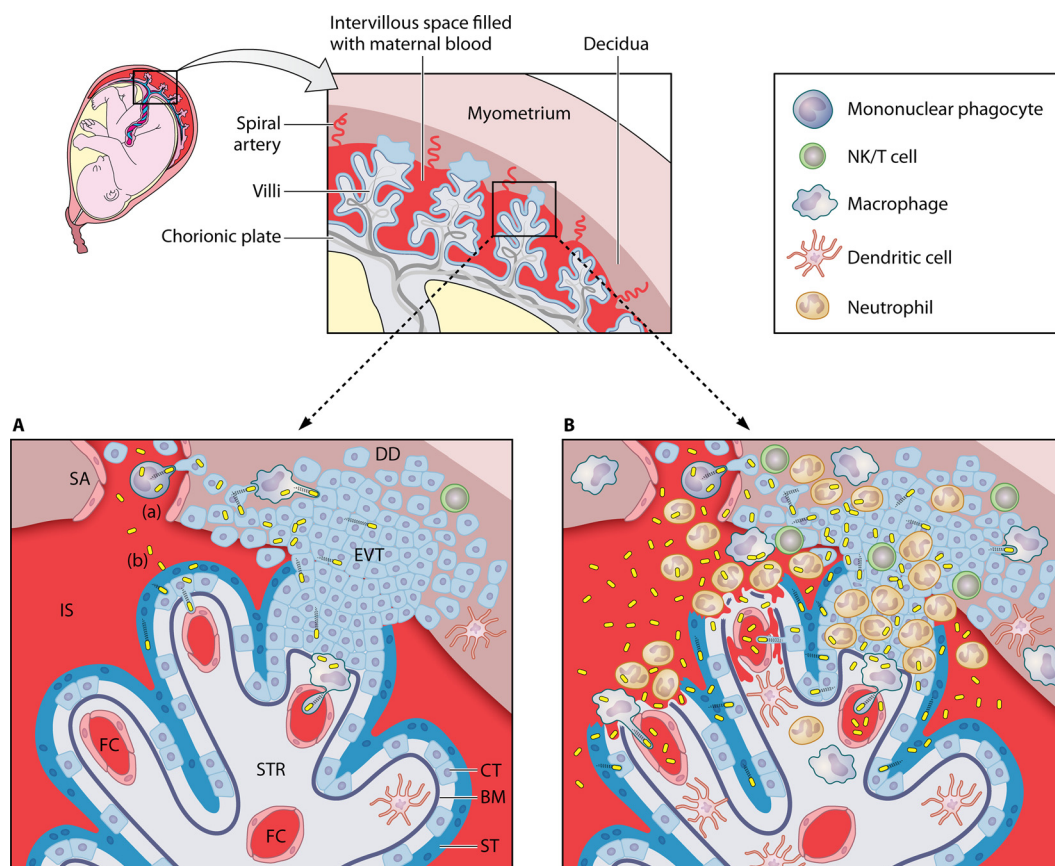 Intervillous space filled
with maternal blood
Decidua
Myometrium
Spiral
artery
Villi
Chorionic plate
Mononuclear phagocyte
NK/T cell
Macrophage
Dendritic cell
Neutrophil
A
SA
DD
(a)
EVT
(b)
IS
FC
STR
CT
BM
FC
ST
B